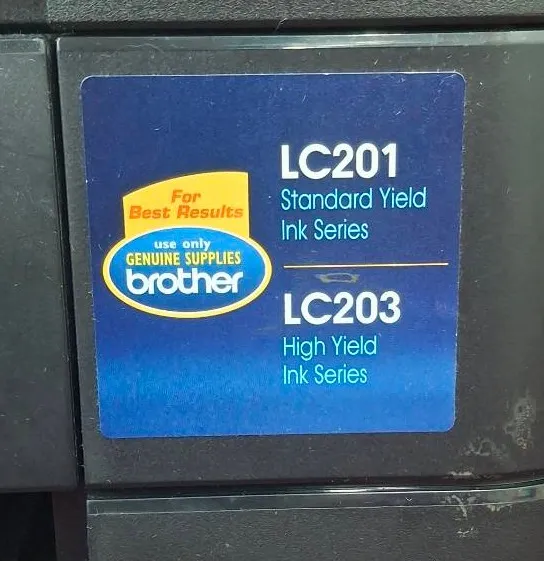 For
Best Results
use only
GENUINE SUPPLIES
brother
LC201
Standard Yield
Ink Series
LC203
High Yield
Ink Series